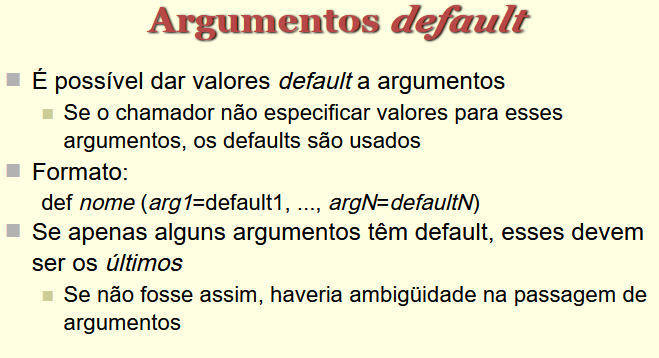 Argumentos default
É possível dar valores default a argumentos
Se o chamador não especificar valores para esses
argumentos, os defaults são usados
Formato:
def nome (arg1=default1, ..., argN=defaultN)
Se apenas alguns argumentos têm default, esses devem
ser os últimos
Se não fosse assim, haveria ambigüidade na passagem de
argumentos